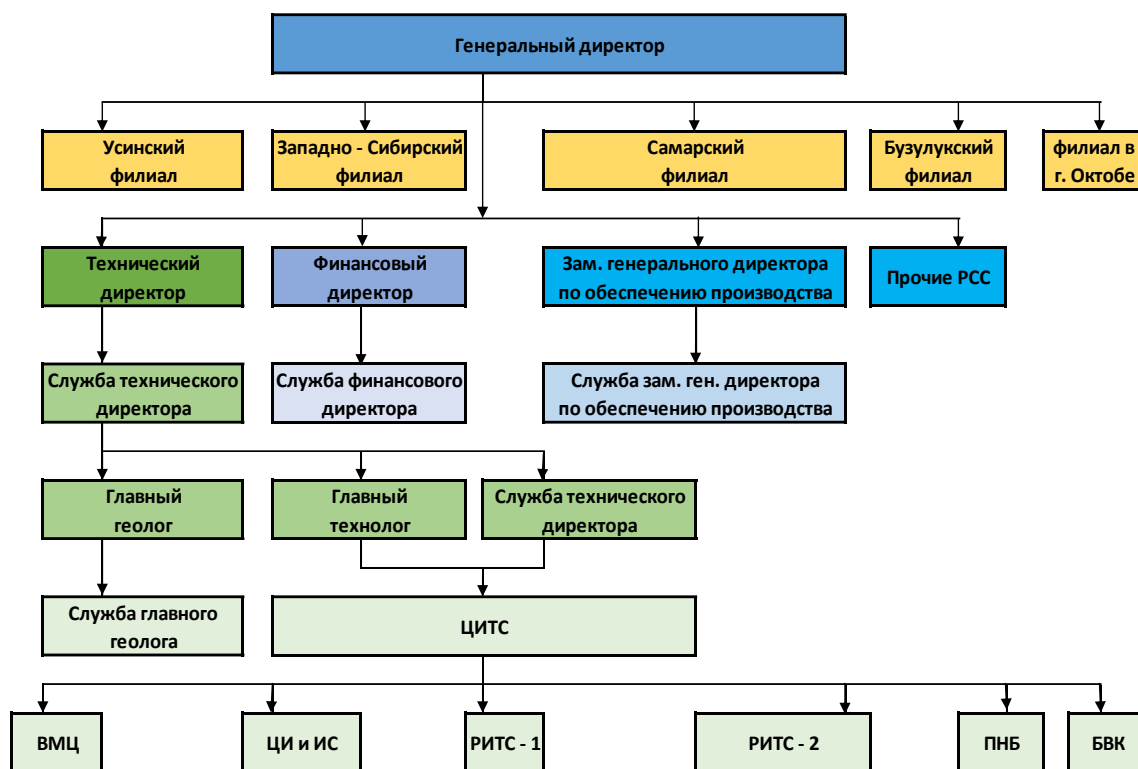 Генеральный директор
Усинский
филиал
Западно - Сибирский
филиал
Самарский
филиал
Бузулукский
филиал
филиал в
г. Октобе
Технический
директор
Финансовый
директор
Зам. генерального директора
по обеспечению производства
Прочие РСС
Служба технического
директора
Служба финансового
директора
Служба зам. ген. директора
по обеспечению производства
Главный
геолог
Главный
технолог
Служба технического
директора
Служба главного
геолога
ЦИТС
ВМЦ
ЦИ и ИС
РИТС - 1
РИТС - 2
ПНБ
БВК